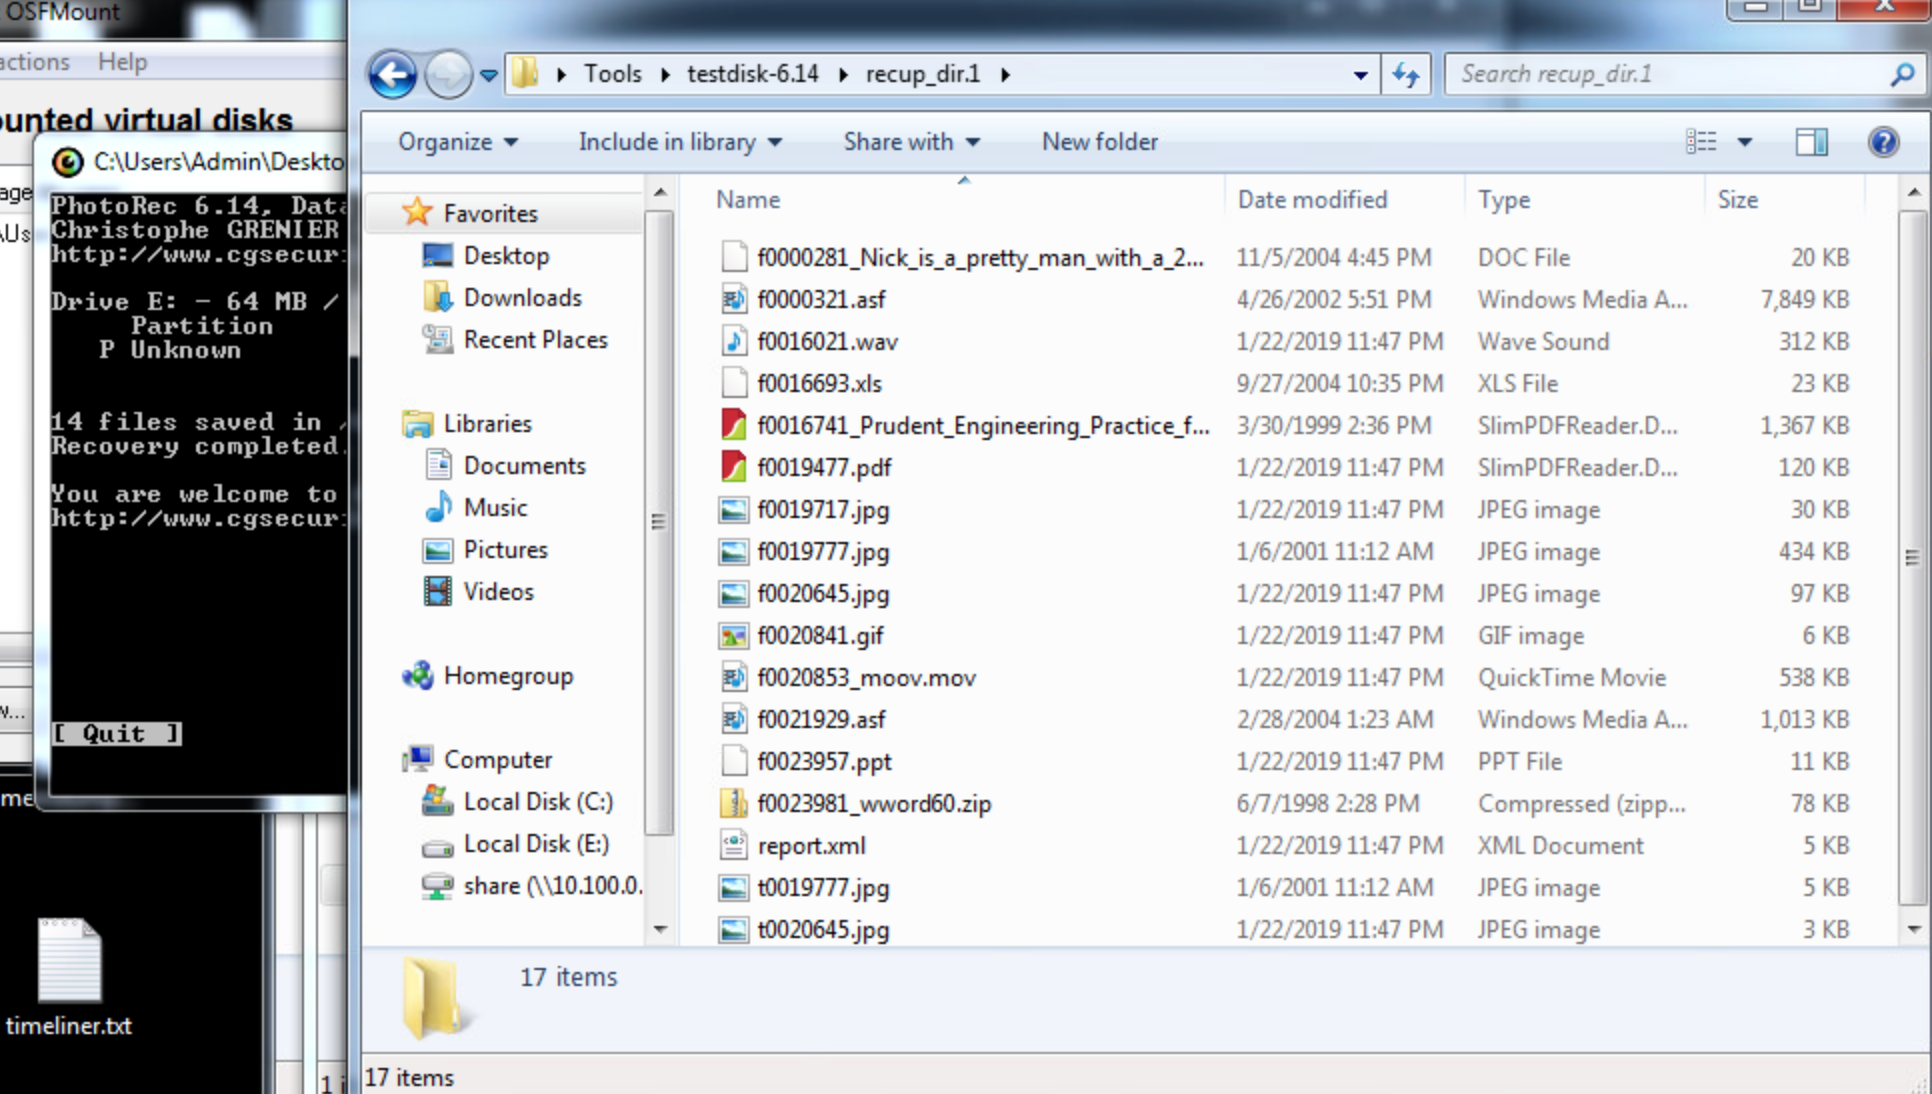 OSFMount
actions Help
ounted virtual disks
C:\Users\Admin\Deskto
age
\Us
PhotoRec 6.14, Data
Christophe GRENIER
http://www.cgsecuri
Drive E: - 64 MB /
Partition
P Unknown
14 files saved in /
Recovery completed.
You are welcome to
http://www.cgsecuri
w...
[ Quit ]
me
timeliner.txt
1 i
Tools testdisk-6.14 recup_dir.1
Search recup_dir.1
Organize Include in library Share with New folder
Favorites
Desktop
Downloads
Recent Places
Libraries
Documents
Music
Pictures
Videos
Homegroup
Computer
Local Disk (C:)
Local Disk (E:)
share (\\10.100.0.
Name Date modified Type Size
f0000281_Nick_is_a_pretty_man_with_a_2... 11/5/2004 4:45 PM DOC File 20 KB
f0000321.asf 4/26/2002 5:51 PM Windows Media A... 7,849 KB
f0016021.wav 1/22/2019 11:47 PM Wave Sound 312 KB
f0016693.xls 9/27/2004 10:35 PM XLS File 23 KB
f0016741_Prudent_Engineering_Practice_f... 3/30/1999 2:36 PM SlimPDFReader.D... 1,367 KB
f0019477.pdf 1/22/2019 11:47 PM SlimPDFReader.D... 120 KB
f0019717.jpg 1/22/2019 11:47 PM JPEG image 30 KB
f0019777.jpg 1/6/2001 11:12 AM JPEG image 434 KB
f0020645.jpg 1/22/2019 11:47 PM JPEG image 97 KB
f0020841.gif 1/22/2019 11:47 PM GIF image 6 KB
f0020853_moov.mov 1/22/2019 11:47 PM QuickTime Movie 538 KB
f0021929.asf 2/28/2004 1:23 AM Windows Media A... 1,013 KB
f0023957.ppt 1/22/2019 11:47 PM PPT File 11 KB
f0023981_wword60.zip 6/7/1998 2:28 PM Compressed (zipp... 78 KB
report.xml 1/22/2019 11:47 PM XML Document 5 KB
t0019777.jpg 1/6/2001 11:12 AM JPEG image 5 KB
t0020645.jpg 1/22/2019 11:47 PM JPEG image 3 KB
17 items
17 items